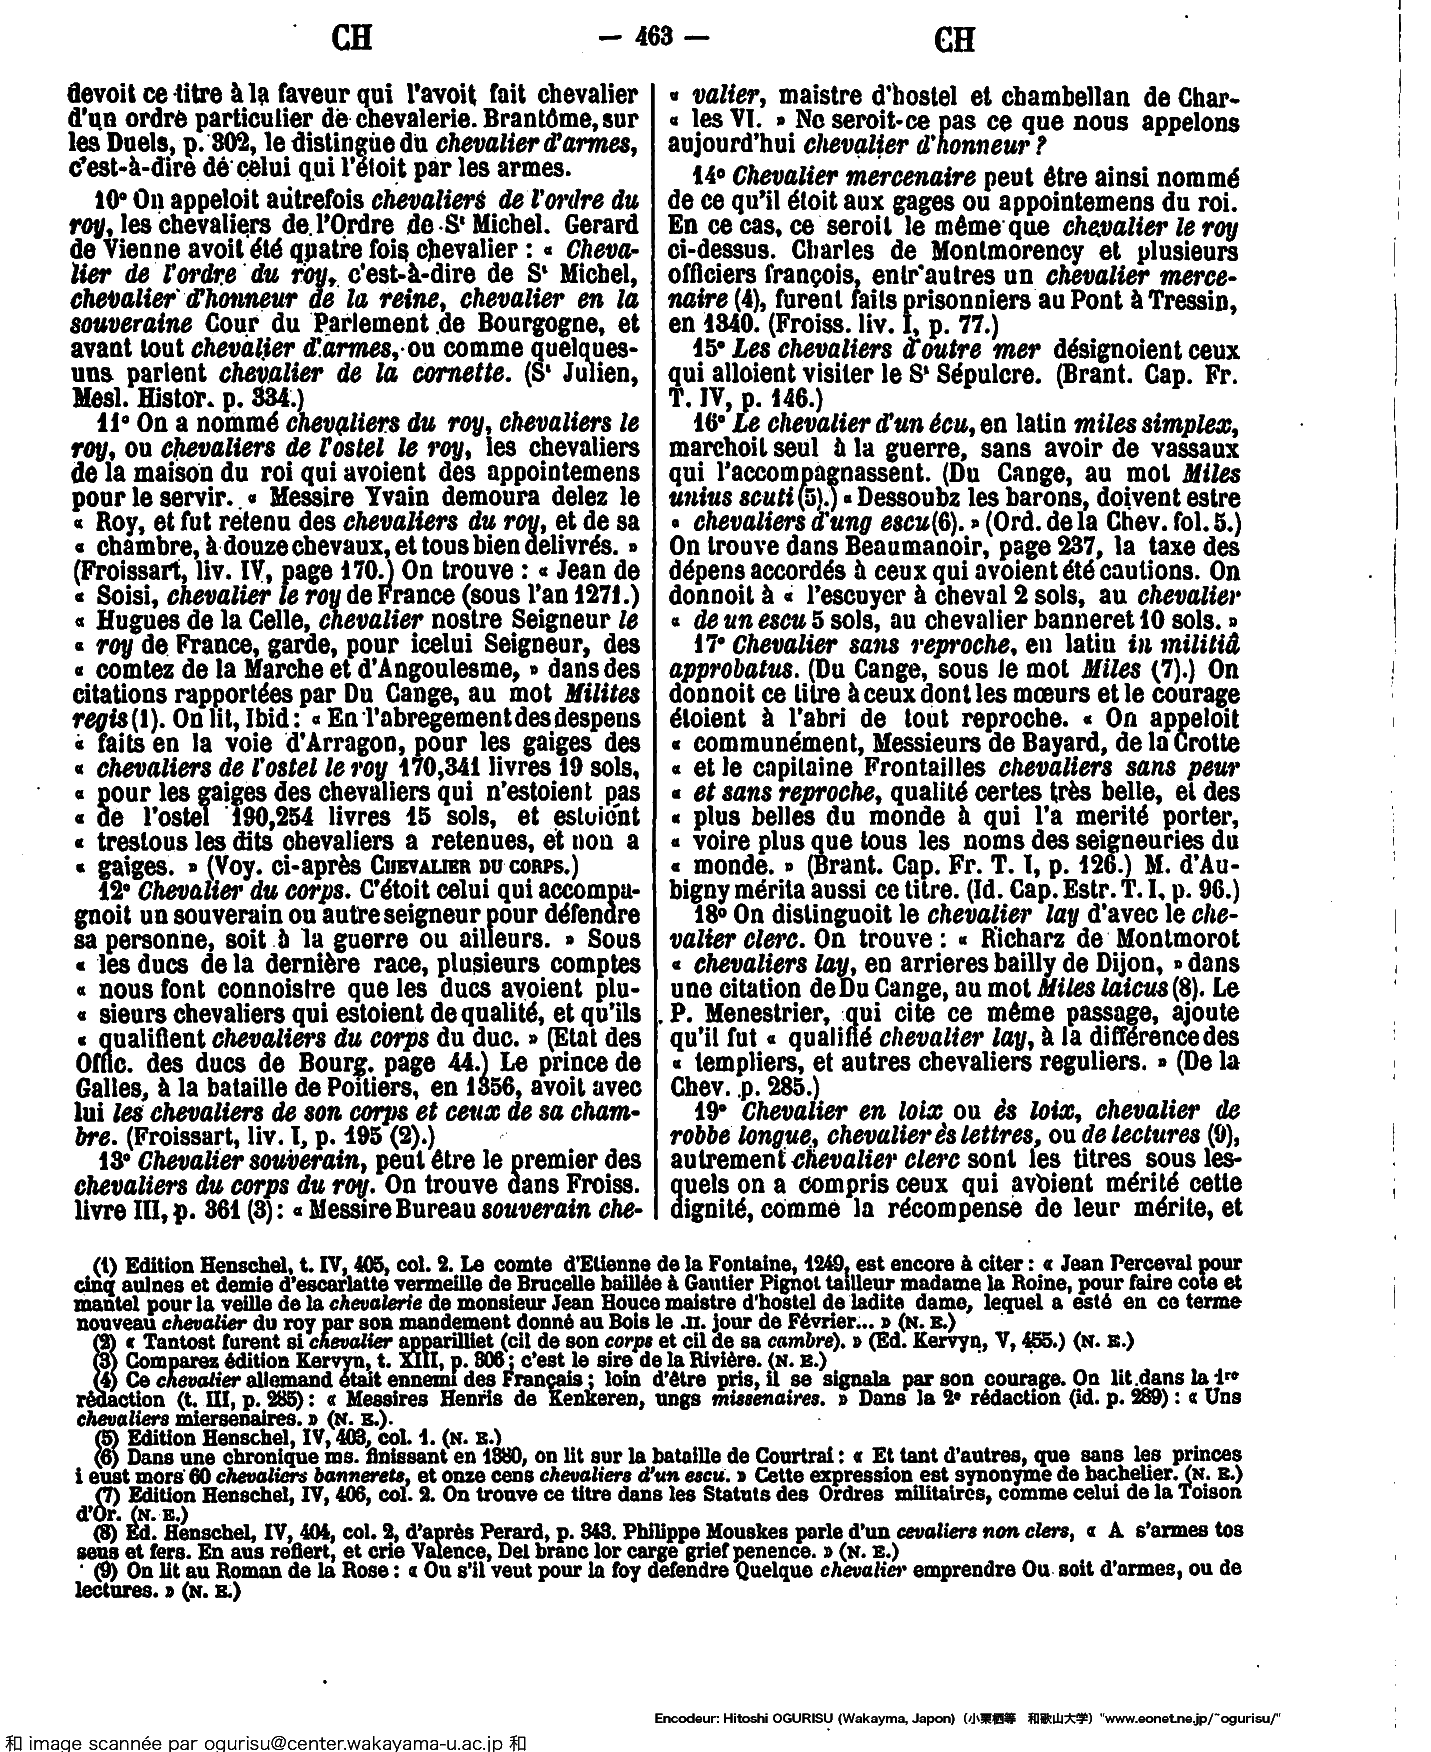 CH
— 463 —
CH
devoit ce titre à la faveur qui l'avoit fait chevalier
d'un ordre particulier de chevalerie. Brantôme, sur
les Duels, p. 302, le distingue du chevalier d'armes,
c'est-à-dire de celui qui l'étoit par les armes.
10° On appeloit autrefois chevaliers de l'ordre du
roy, les chevaliers de l'Ordre de St Michel. Gerard
de Vienne avoit été quatre fois chevalier : « Cheva-
lier de l'ordre du roy, c'est-à-dire de St Michel,
chevalier d'honneur de la reine, chevalier en la
souveraine Cour du Parlement de Bourgogne, et
avant tout chevalier d'armes, ou comme quelques-
uns parlent chevalier de la cornette. (St Julien,
Mesl. Histor. p. 334.)
11° On a nommé chevaliers du roy, chevaliers le
roy, ou chevaliers de l'ostel le roy, les chevaliers
de la maison du roi qui avoient des appointemens
pour le servir. « Messire Yvain demoura delez le
« Roy, et fut retenu des chevaliers du roy, et de sa
« chambre, à douze chevaux, et tous bien delivrés. »
(Froissart, liv. IV, page 170.) On trouve : « Jean de
« Soisi, chevalier le roy de France (sous l'an 1271.)
« Hugues de la Celle, chevalier nostre Seigneur le
« roy de France, garde, pour icelui Seigneur, des
« comtez de la Marche et d'Angoulesme, » dans des
citations rapportées par Du Cange, au mot Milites
regis (1). On lit, Ibid : « En l'abregement des despens
« faits en la voie d'Arragon, pour les gaiges des
« chevaliers de l'ostel le roy 170,341 livres 19 sols,
« pour les gaiges des chevaliers qui n'estoient pas
« de l'ostel 190,254 livres 15 sols, et estoient
« trestous les dits chevaliers a retenues, et non a
« gaiges. » (Voy. ci-après CHEVALIER DU CORPS.)
12° Chevalier du corps. C'étoit celui qui accompa-
gnoit un souverain ou autre seigneur pour défendre
sa personne, soit à la guerre ou ailleurs. » Sous
« les ducs de la dernière race, plusieurs comptes
« nous font connoistre que les ducs avoient plu-
« sieurs chevaliers qui estoient de qualité, et qu'ils
« qualifient chevaliers du corps du duc. » (Etat des
Offic. des ducs de Bourg. page 44.) Le prince de
Galles, à la bataille de Poitiers, en 1356, avoit avec
lui les chevaliers de son corps et ceux de sa cham-
bre. (Froissart, liv. I, p. 195 (2).)
13° Chevalier souverain, peut être le premier des
chevaliers du corps du roy. On trouve dans Froiss.
livre III, p. 361 (3) : « Messire Bureau souverain che-
« valier, maistre d'hostel et chambellan de Char-
« les VI. » Ne seroit-ce pas ce que nous appelons
aujourd'hui chevalier d'honneur ?
14° Chevalier mercenaire peut être ainsi nommé
de ce qu'il étoit aux gages ou appointemens du roi.
En ce cas, ce seroit le même que chevalier le roy
ci-dessus. Charles de Montmorency et plusieurs
officiers françois, entr'autres un chevalier merce-
naire (4), furent faits prisonniers au Pont à Tressin,
en 1340. (Froiss. liv. I, p. 77.)
15° Les chevaliers d'outre mer désignoient ceux
qui alloient visiter le St Sépulcre. (Brant. Cap. Fr.
T. IV, p. 146.)
16° Le chevalier d'un écu, en latin miles simplex,
marchoit seul à la guerre, sans avoir de vassaux
qui l'accompagnassent. (Du Cange, au mot Miles
unius scuti (5).) « Dessoubz les barons, doivent estre
« chevaliers d'ung escu (6). » (Ord. de la Chev. fol. 5.)
On trouve dans Beaumanoir, page 237, la taxe des
dépens accordés à ceux qui avoient été cautions. On
donnoit à « l'escuyer à cheval 2 sols, au chevalier
« de un escu 5 sols, au chevalier banneret 10 sols. »
17° Chevalier sans reproche, en latin in militiâ
approbatus. (Du Cange, sous le mot Miles (7).) On
donnoit ce titre à ceux dont les mœurs et le courage
étoient à l'abri de tout reproche. « On appeloit
« communément, Messieurs de Bayard, de la Crotte
« et le capitaine Frontailles chevaliers sans peur
« et sans reproche, qualité certes très belle, et des
« plus belles du monde à qui l'a merité porter,
« voire plus que tous les noms des seigneuries du
« monde. » (Brant. Cap. Fr. T. I, p. 126.) M. d'Au-
bigny mérita aussi ce titre. (Id. Cap. Estr. T. I, p. 96.)
18° On distinguoit le chevalier lay d'avec le che-
valier clerc. On trouve : « Richarz de Montmorot
« chevaliers lay, en arrieres bailly de Dijon, » dans
une citation de Du Cange, au mot Miles laicus (8). Le
P. Menestrier, qui cite ce même passage, ajoute
qu'il fut « qualifié chevalier lay, à la différence des
« templiers, et autres chevaliers reguliers. » (De la
Chev. p. 285.)
19° Chevalier en loix ou ès loix, chevalier de
robbe longue, chevalier ès lettres, ou de lectures (9),
autrement chevalier clerc sont les titres sous les-
quels on a compris ceux qui avoient mérité cette
dignité, comme la récompense de leur mérite, et
(1) Edition Henschel, t. IV, 405, col. 2. Le comte d'Etienne de la Fontaine, 1249, est encore à citer : « Jean Perceval pour
cinq aulnes et demie d'escarlatte vermeille de Brucelle baillée à Gautier Pignot tailleur madame la Roine, pour faire cote et
mantel pour la veille de la chevalerie de monsieur Jean Houce maistre d'hostel de ladite dame, lequel a esté en ce terme
nouveau chevalier du roy par son mandement donné au Bois le .II. jour de Février... » (N. E.)
(2) « Tantost furent si chevalier apparilliet (cil de son corps et cil de sa cambre). » (Ed. Kervyn, V, 455.) (N. E.)
(3) Comparez édition Kervyn, t. XIII, p. 306 ; c'est le sire de la Rivière. (N. E.)
(4) Ce chevalier allemand était ennemi des Français ; loin d'être pris, il se signala par son courage. On lit dans la 1re
rédaction (t. III, p. 285) : « Messires Henris de Kenkeren, ungs missenaires. » Dans la 2e rédaction (id. p. 289) : « Uns
chevaliers miersenaires. » (N. E.).
(5) Edition Henschel, IV, 403, col. 1. (N. E.)
(6) Dans une chronique ms. finissant en 1380, on lit sur la bataille de Courtrai : « Et tant d'autres, que sans les princes
i eust mors 60 chevaliers bannerets, et onze cens chevaliers d'un escu. » Cette expression est synonyme de bachelier. (N. E.)
(7) Edition Henschel, IV, 406, col. 2. On trouve ce titre dans les Statuts des Ordres militaires, comme celui de la Toison
d'Or. (N. E.)
(8) Ed. Henschel, IV, 404, col. 2, d'après Perard, p. 343. Philippe Mouskes parle d'un cevaliers non clers, « A s'armes tos
sens et fers. En aus refiert, et crie Valence, Del branc lor carge grief penence. » (N. E.)
(9) On lit au Roman de la Rose : « Ou s'il veut pour la foy defendre Quelque chevalier emprendre Ou soit d'armes, ou de
lectures. » (N. E.)
Encodeur: Hitoshi OGURISU (Wakayma, Japon) (小栗栖等 和歌山大学) "www.eonet.ne.jp/~ogurisu/"
和 image scannée par ogurisu@center.wakayama-u.ac.jp 和